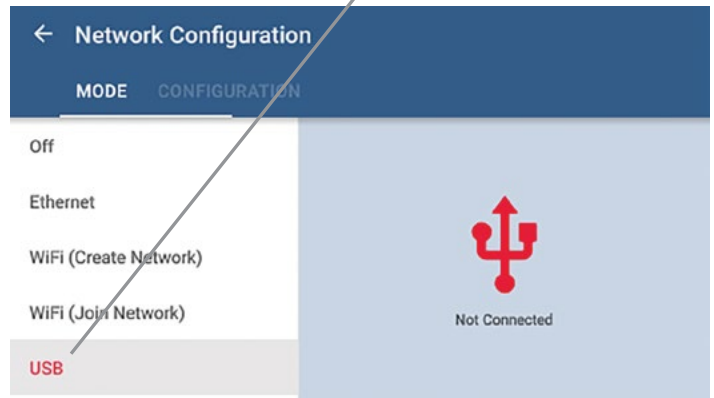 Network Configuration
MODE CONFIGURATION
Off
Ethernet
WiFi (Create Network)
WiFi (Join Network)
Not Connected
USB